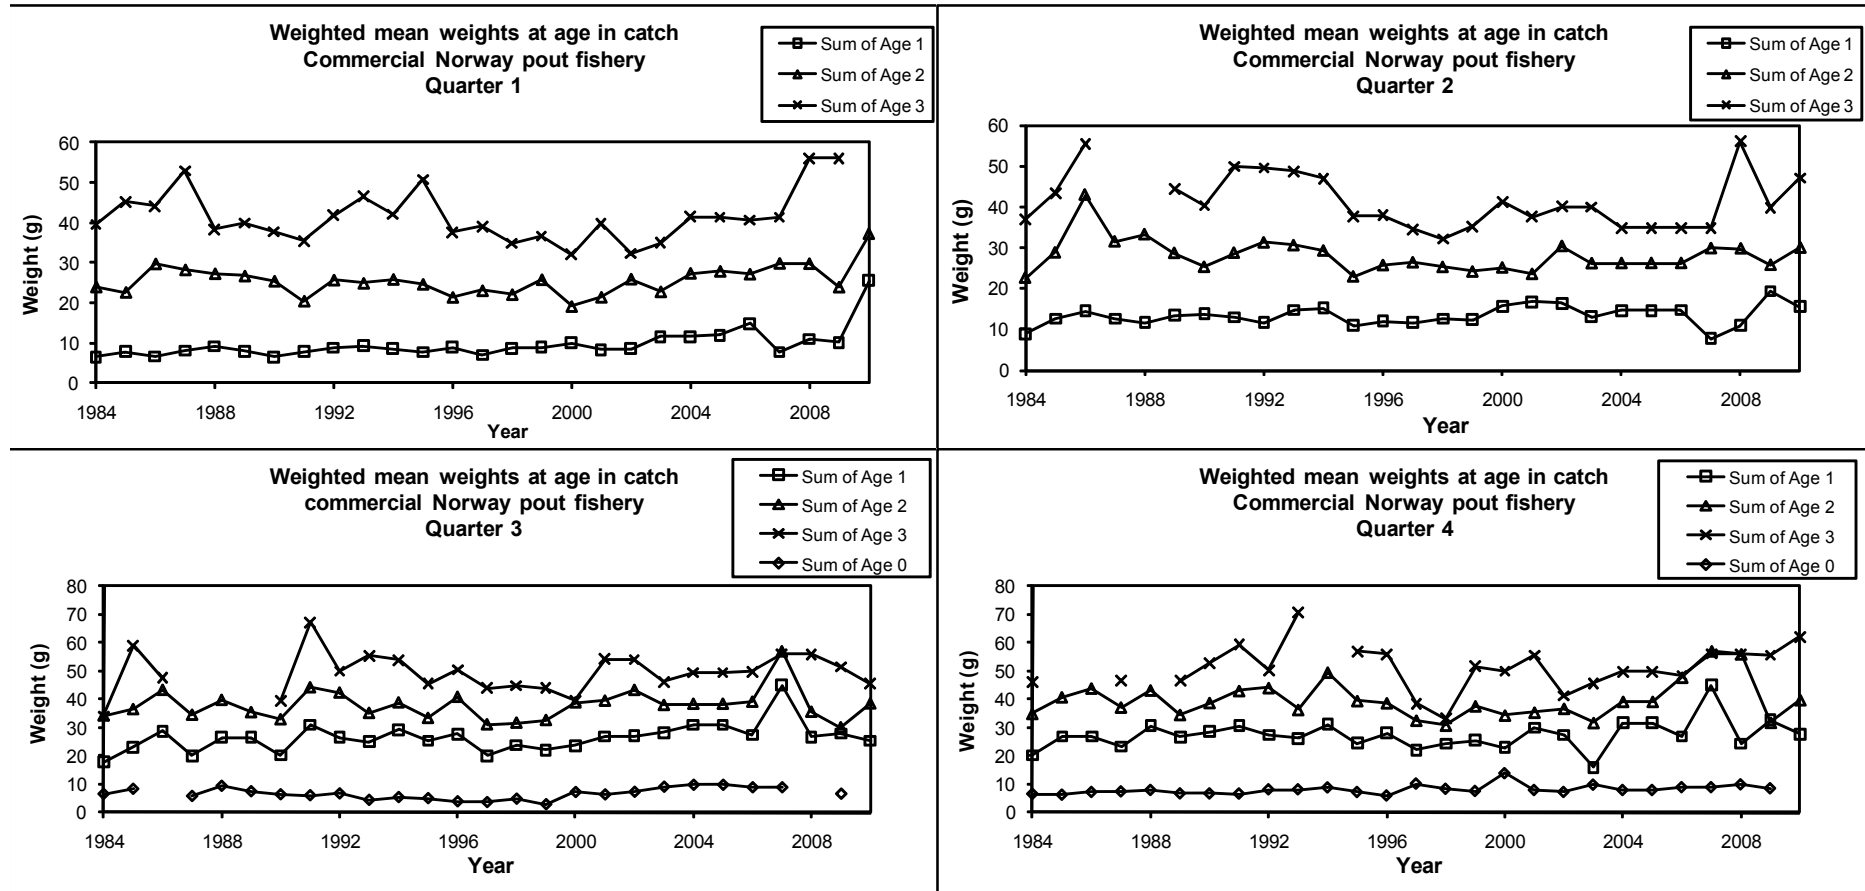 Weighted mean weights at age in catch
Commercial Norway pout fishery
Quarter 1
Sum of Age 1
Sum of Age 2
Sum of Age 3
Weight (g)
60
50
40
30
20
10
0
1984 1988 1992 1996 2000 2004 2008
Year
Weighted mean weights at age in catch
Commercial Norway pout fishery
Quarter 2
Sum of Age 1
Sum of Age 2
Sum of Age 3
Weight (g)
60
50
40
30
20
10
0
1984 1988 1992 1996 2000 2004 2008
Year
Weighted mean weights at age in catch
commercial Norway pout fishery
Quarter 3
Sum of Age 1
Sum of Age 2
Sum of Age 3
Sum of Age 0
Weight (g)
80
70
60
50
40
30
20
10
0
1984 1988 1992 1996 2000 2004 2008
Year
Weighted mean weights at age in catch
Commercial Norway pout fishery
Quarter 4
Sum of Age 1
Sum of Age 2
Sum of Age 3
Sum of Age 0
Weight (g)
80
70
60
50
40
30
20
10
0
1984 1988 1992 1996 2000 2004 2008
Year